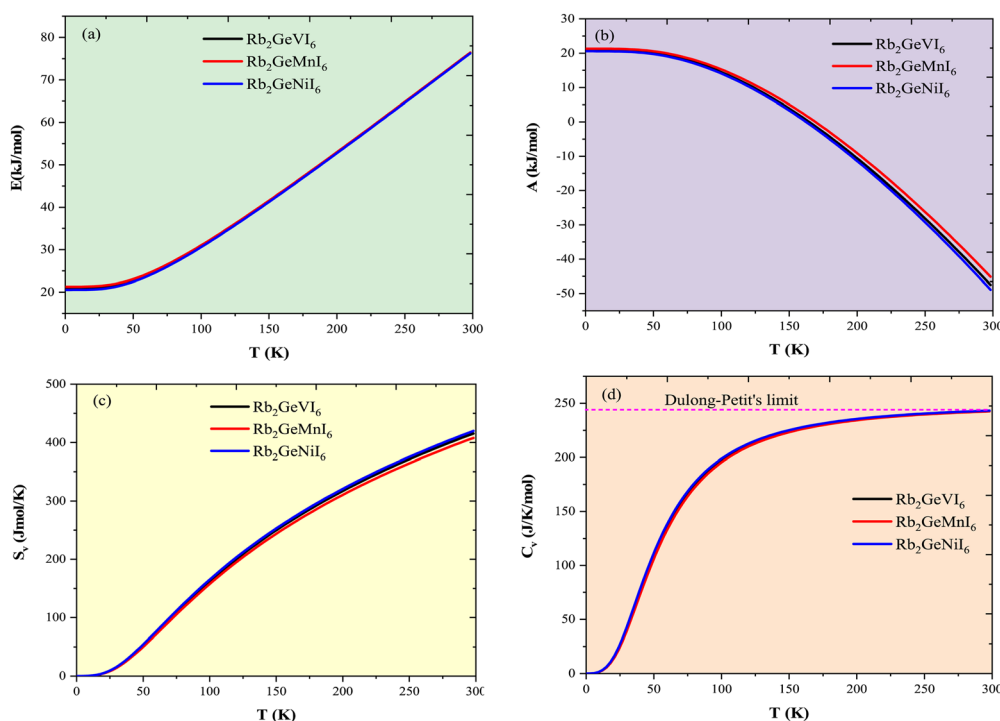 (a)
Rb₂GeVI₆
Rb₂GeMnI₆
Rb₂GeNiI₆
E(kJ/mol)
80
70
60
50
40
30
20
0 50 100 150 200 250 300
T (K)
(b)
Rb₂GeVI₆
Rb₂GeMnI₆
Rb₂GeNiI₆
A (kJ/mol)
30
20
10
0
-10
-20
-30
-40
-50
0 50 100 150 200 250 300
T (K)
(c)
Rb₂GeVI₆
Rb₂GeMnI₆
Rb₂GeNiI₆
Sᵥ (Jmol/K)
500
400
300
200
100
0
0 50 100 150 200 250 300
T (K)
(d)
Dulong-Petit's limit
Rb₂GeVI₆
Rb₂GeMnI₆
Rb₂GeNiI₆
Cᵥ (J/K/mol)
250
200
150
100
50
0
0 50 100 150 200 250 300
T (K)